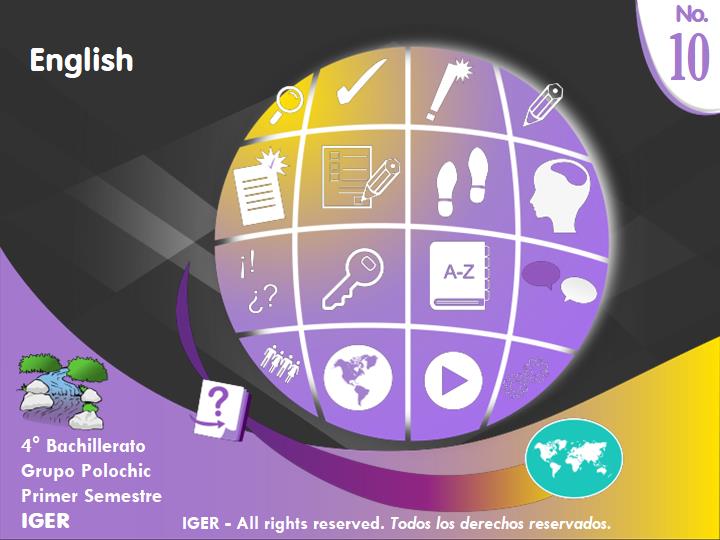 No.
10
English
¡!
¿?
A-Z
?
4° Bachillerato
Grupo Polochic
Primer Semestre
IGER
IGER - All rights reserved. Todos los derechos reservados.